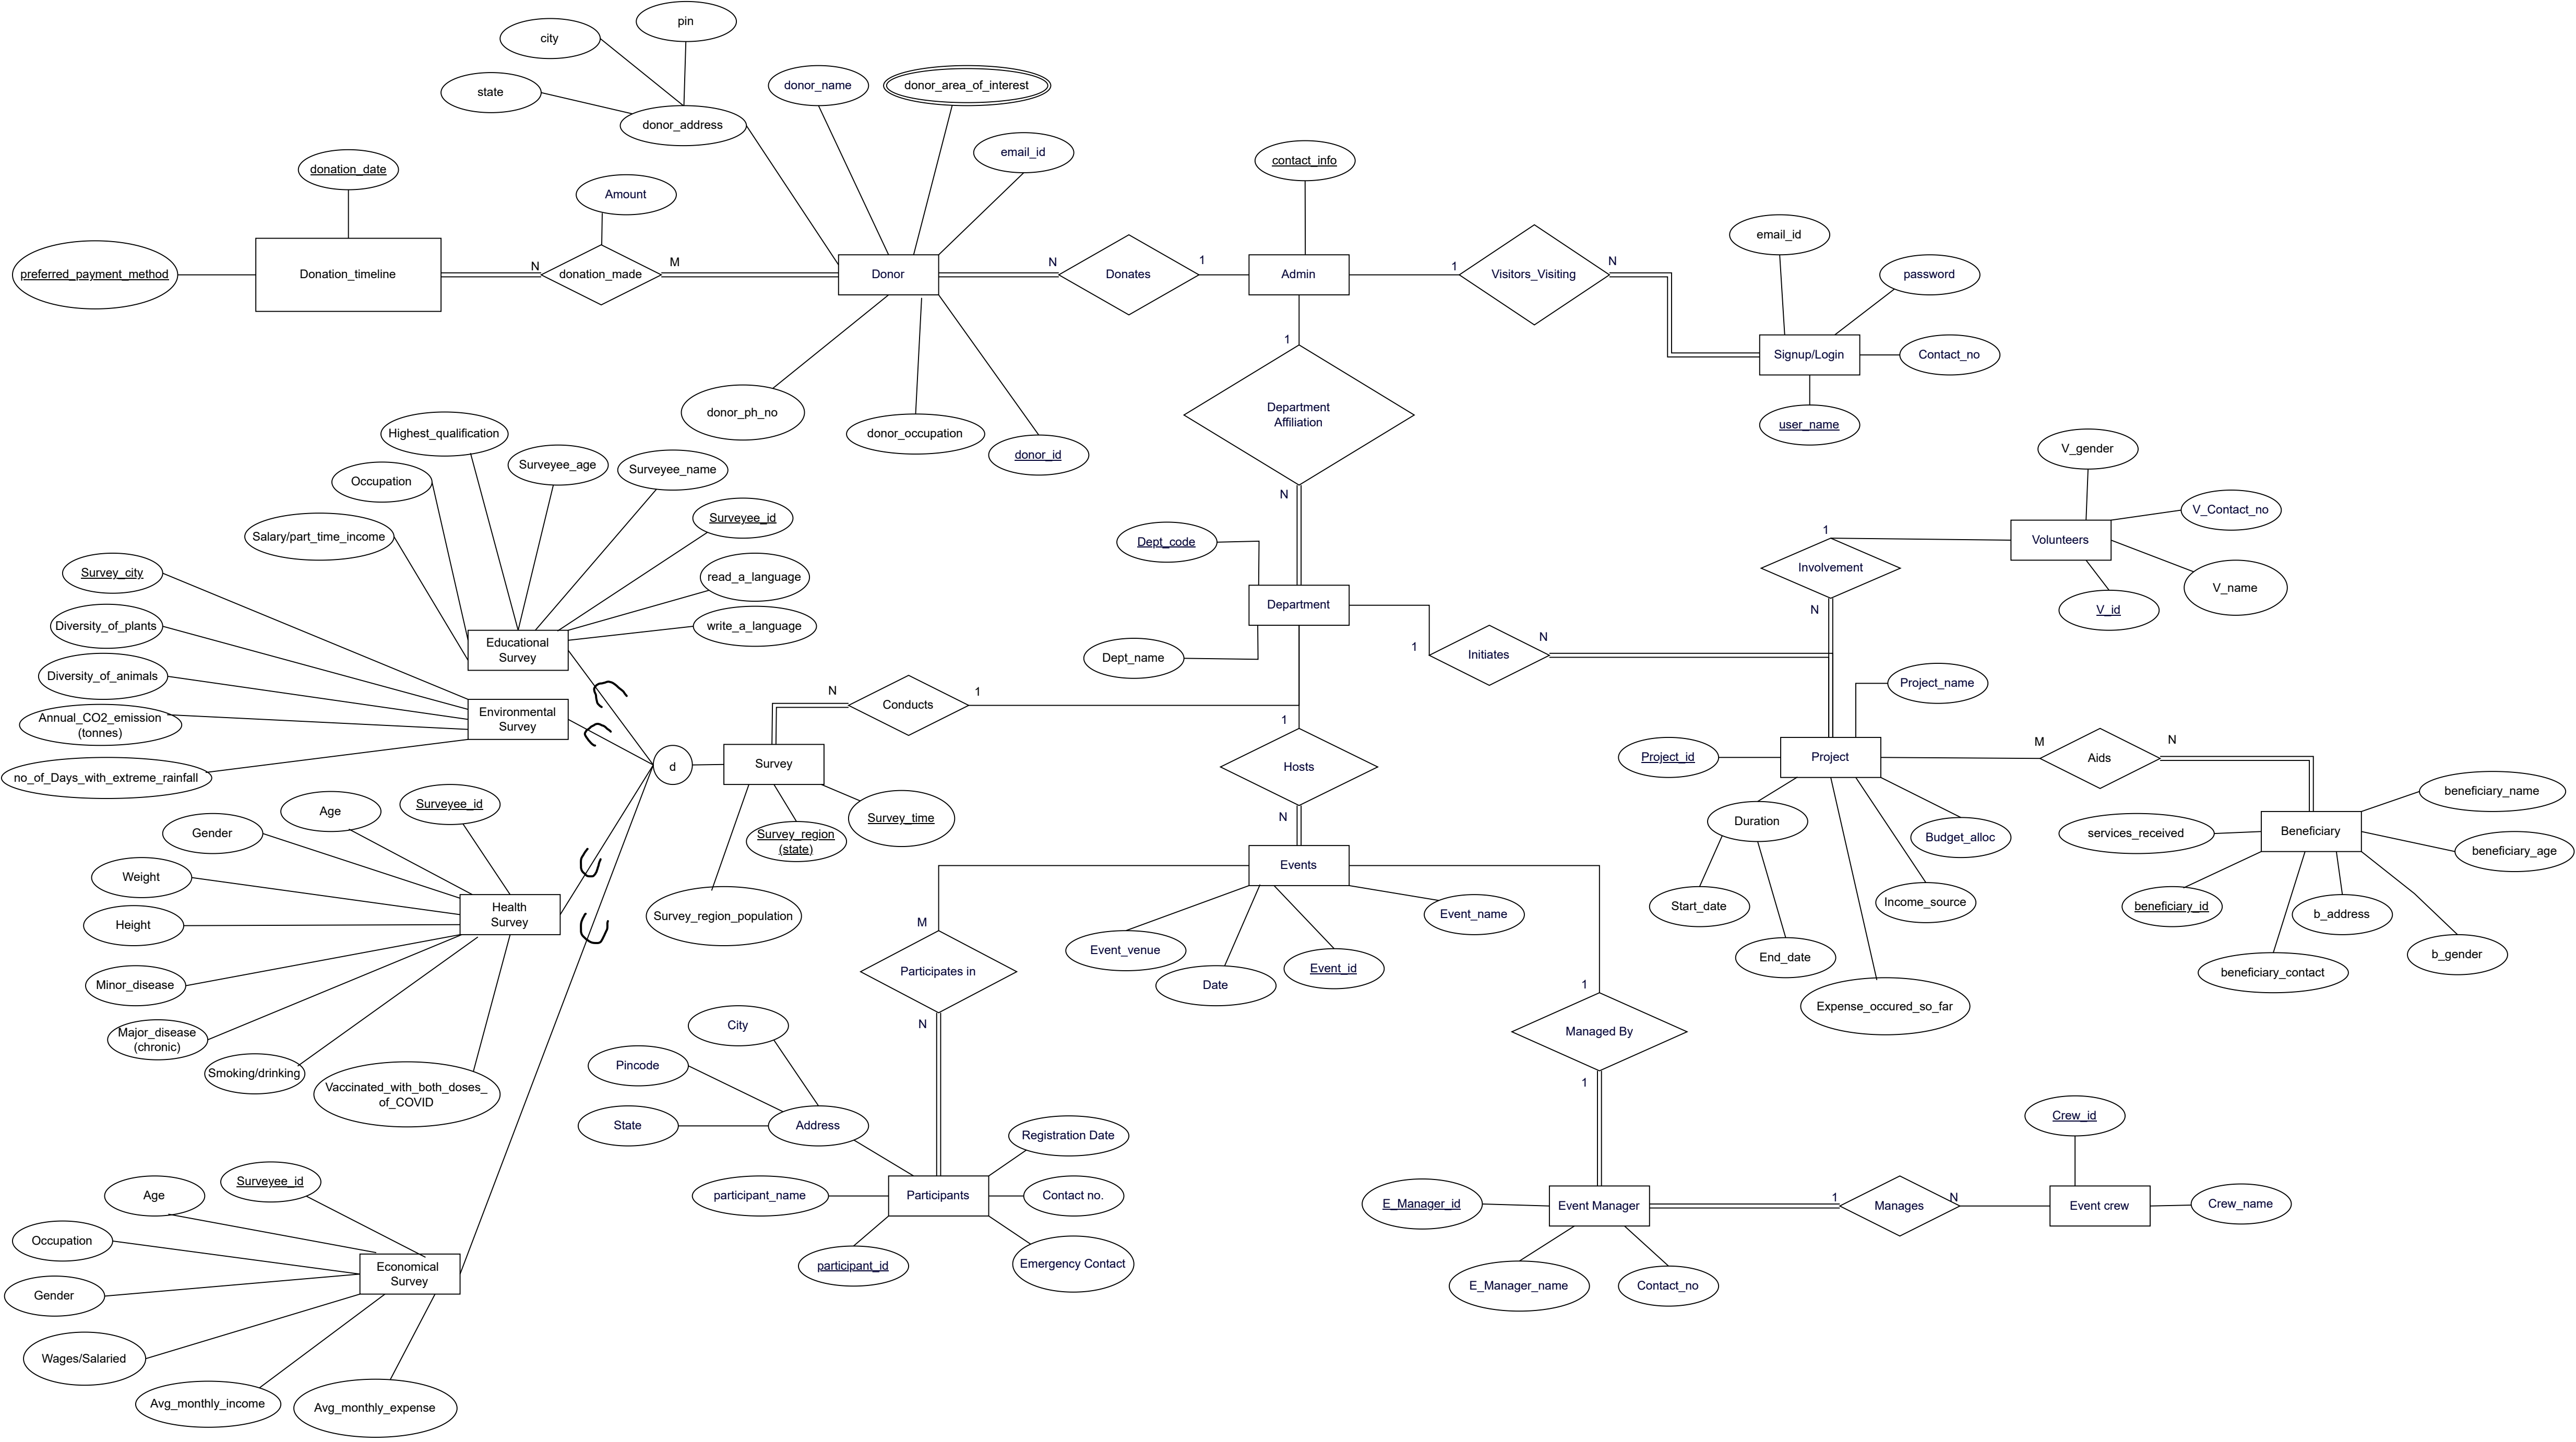 pin
city
state
donor_address
donor_name
donor_area_of_interest
email_id
donation_date
Amount
preferred_payment_method
Donation_timeline
N
donation_made
M
Donor
N
Donates
1
Admin
contact_info
1
Visitors_Visiting
N
email_id
password
Signup/Login
Contact_no
user_name
donor_ph_no
donor_occupation
donor_id
1
Department
Affiliation
N
Highest_qualification
Surveyee_age
Surveyee_name
Occupation
Surveyee_id
Salary/part_time_income
read_a_language
write_a_language
Educational
Survey
Survey_city
Diversity_of_plants
Diversity_of_animals
Annual_CO2_emission
(tonnes)
no_of_Days_with_extreme_rainfall
Environmental
Survey
d
Survey
Survey_region
(state)
Survey_time
Survey_region_population
N
Conducts
1
Dept_code
Department
Dept_name
1
Initiates
N
1
Involvement
N
V_gender
V_Contact_no
Volunteers
V_name
V_id
Project_name
Project_id
Project
Duration
Start_date
End_date
Expense_occured_so_far
Income_source
Budget_alloc
M
Aids
N
beneficiary_name
services_received
Beneficiary
beneficiary_age
beneficiary_id
b_address
b_gender
beneficiary_contact
1
Hosts
N
Events
Event_venue
Date
Event_id
Event_name
Surveyee_id
Age
Gender
Weight
Height
Health
Survey
Minor_disease
Major_disease
(chronic)
Smoking/drinking
Vaccinated_with_both_doses_
of_COVID
M
Participates in
N
City
Pincode
State
Address
Registration Date
participant_name
Participants
Contact no.
participant_id
Emergency Contact
1
Managed By
1
E_Manager_id
Event Manager
E_Manager_name
Contact_no
1
Manages
N
Event crew
Crew_id
Crew_name
Surveyee_id
Age
Occupation
Gender
Economical
Survey
Wages/Salaried
Avg_monthly_income
Avg_monthly_expense